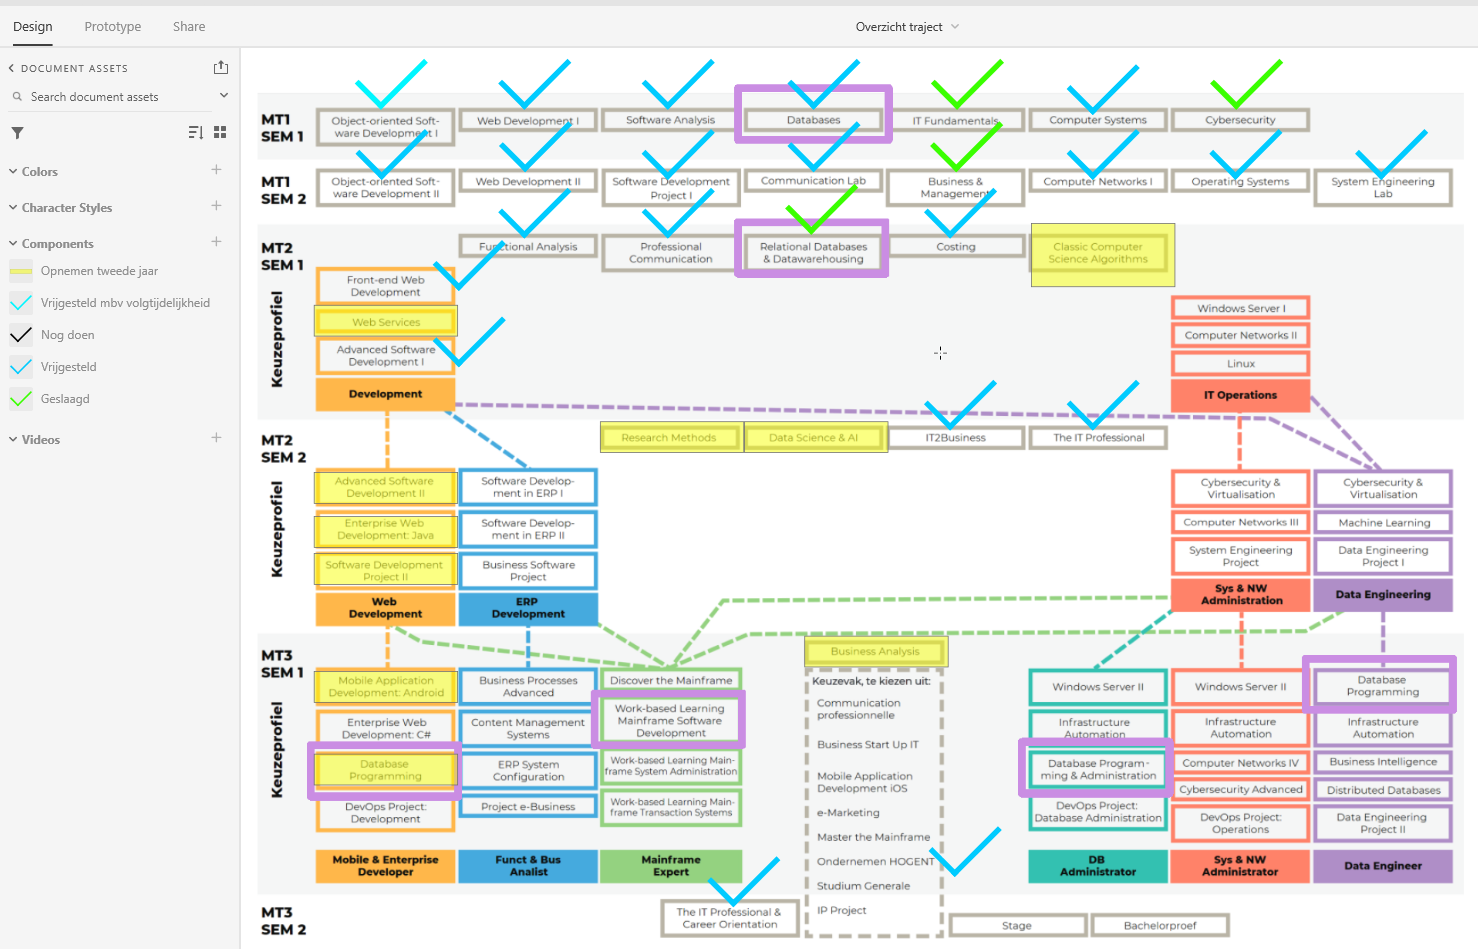 Design
Prototype
Share
Overzicht traject
DOCUMENT ASSETS
Search document assets
Colors
Character Styles
Components
Opnemen tweede jaar
Vrijgesteld mbv volgtijdelijkheid
Nog doen
Vrijgesteld
Geslaagd
Videos
MT1
SEM 1
Object-oriented Soft-
ware Development I
Web Development I
Software Analysis
Databases
IT Fundamentals
Computer Systems
Cybersecurity
MT1
SEM 2
Object-oriented Soft-
ware Development II
Web Development II
Software Development
Project I
Communication Lab
Business &
Management
Computer Networks I
Operating Systems
System Engineering
Lab
MT2
SEM 1
Functional Analysis
Professional
Communication
Relational Databases
& Datawarehousing
Costing
Classic Computer
Science Algorithms
Keuzeprofiel
Front-end Web
Development
Web Services
Advanced Software
Development I
Development
Windows Server I
Computer Networks II
Linux
IT Operations
MT2
SEM 2
Research Methods
Data Science & AI
IT2Business
The IT Professional
Keuzeprofiel
Advanced Software
Development II
Enterprise Web
Development: Java
Software Development
Project II
Web
Development
Software Develop-
ment in ERP I
Software Develop-
ment in ERP II
Business Software
Project
ERP
Development
Cybersecurity &
Virtualisation
Computer Networks III
System Engineering
Project
Sys & NW
Administration
Cybersecurity &
Virtualisation
Machine Learning
Data Engineering
Project I
Data Engineering
MT3
SEM 1
Business Analysis
Keuzeprofiel
Mobile Application
Development: Android
Enterprise Web
Development: C#
Database
Programming
DevOps Project:
Development
Mobile & Enterprise
Developer
Business Processes
Advanced
Content Management
Systems
ERP System
Configuration
Project e-Business
Funct & Bus
Analist
Discover the Mainframe
Work-based Learning
Mainframe Software
Development
Work-based Learning Main-
frame System Administration
Work-based Learning Main-
frame Transaction Systems
Mainframe
Expert
Keuzevak, te kiezen uit:
Communication
professionnelle
Business Start Up IT
Mobile Application
Development iOS
e-Marketing
Master the Mainframe
Ondernemen HOGENT
Studium Generale
IP Project
Windows Server II
Infrastructure
Automation
Database Program-
ming & Administration
DevOps Project:
Database Administration
DB
Administrator
Windows Server II
Infrastructure
Automation
Computer Networks IV
Cybersecurity Advanced
DevOps Project:
Operations
Sys & NW
Administrator
Database
Programming
Infrastructure
Automation
Business Intelligence
Distributed Databases
Data Engineering
Project II
Data Engineer
MT3
SEM 2
The IT Professional &
Career Orientation
Stage
Bachelorproef